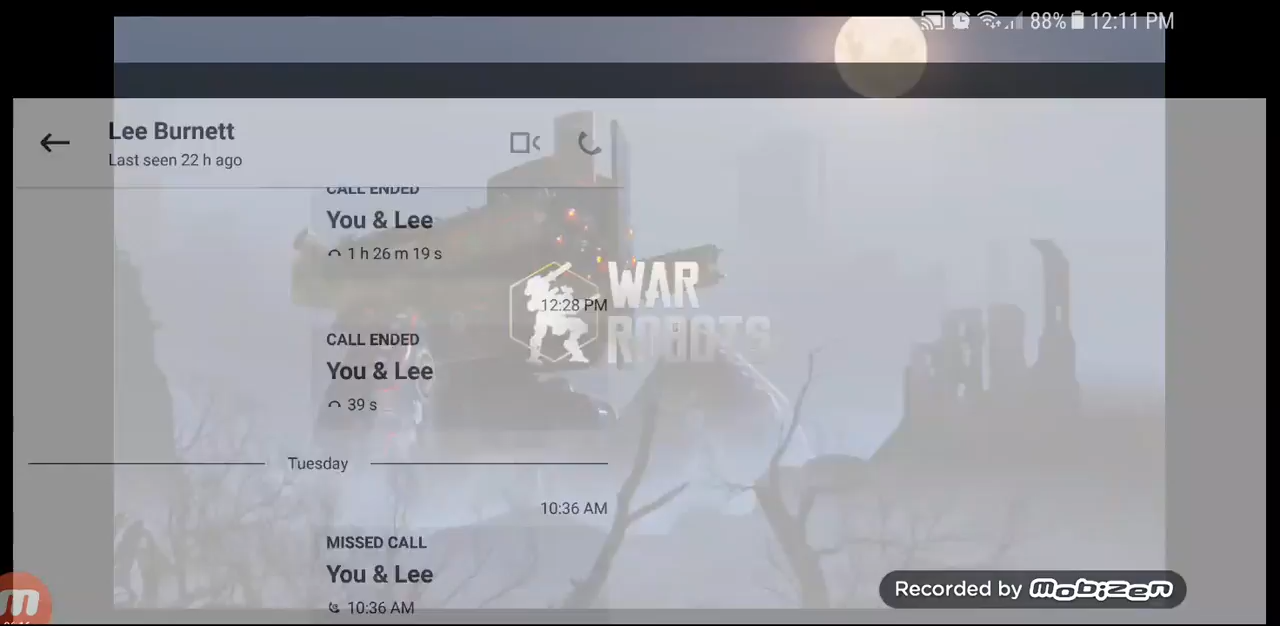 88% 12:11 PM
Lee Burnett
Last seen 22 h ago
CALL ENDED
You & Lee
1 h 26 m 19 s
12:28 PM
WAR
ROBOTS
CALL ENDED
You & Lee
39 s
Tuesday
10:36 AM
MISSED CALL
You & Lee
10:36 AM
Recorded by MOBIZEN